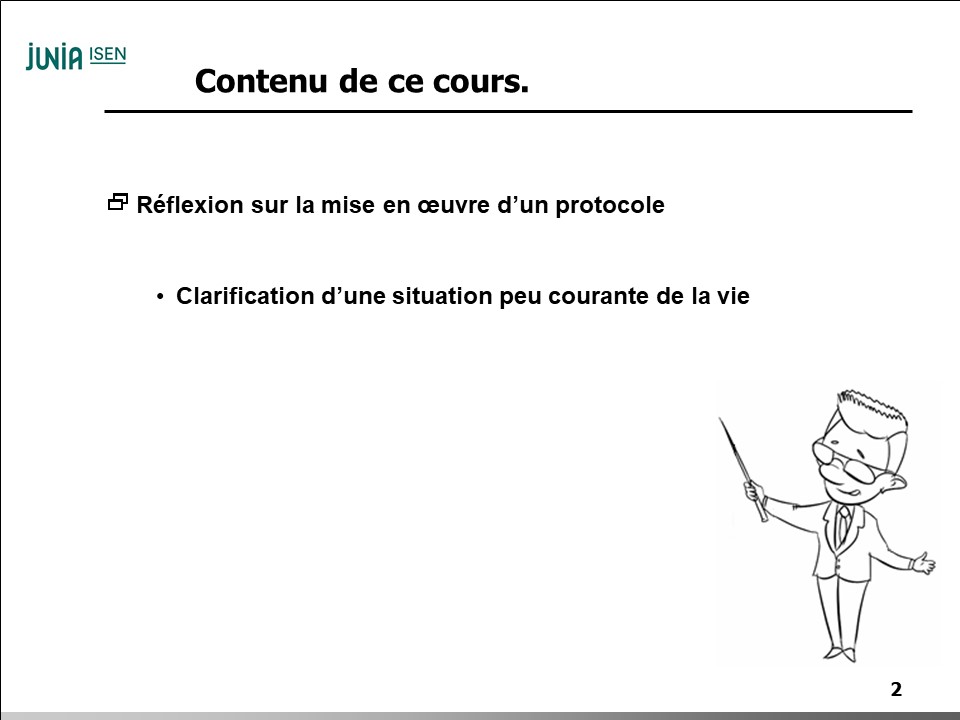 JUNIA ISEN
Contenu de ce cours.
Réflexion sur la mise en œuvre d’un protocole
• Clarification d’une situation peu courante de la vie
2